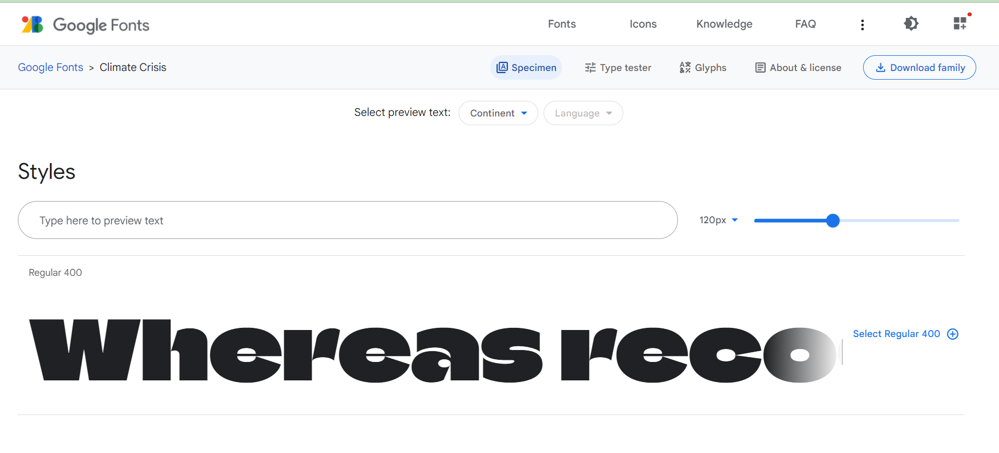 Google Fonts
Fonts Icons Knowledge FAQ
Google Fonts > Climate Crisis
Specimen Type tester Glyphs About & license Download family
Select preview text: Continent Language
Styles
Type here to preview text
120px
Regular 400
Whereas reco
Select Regular 400